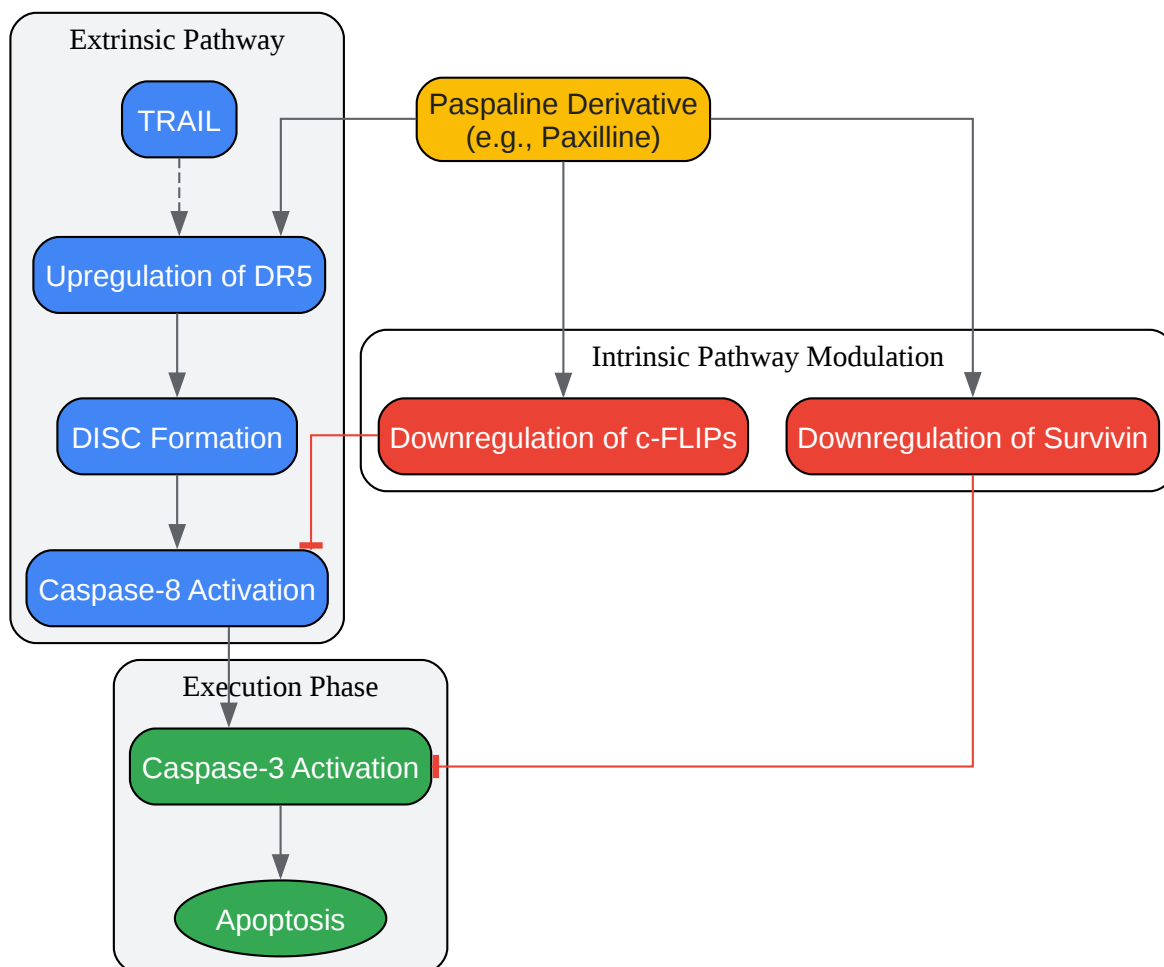 Extrinsic Pathway
TRAIL
Paspaline Derivative
(e.g., Paxilline)
Upregulation of DR5
Intrinsic Pathway Modulation
DISC Formation
Downregulation of c-FLIPs
Downregulation of Survivin
Caspase-8 Activation
Execution Phase
Caspase-3 Activation
Apoptosis